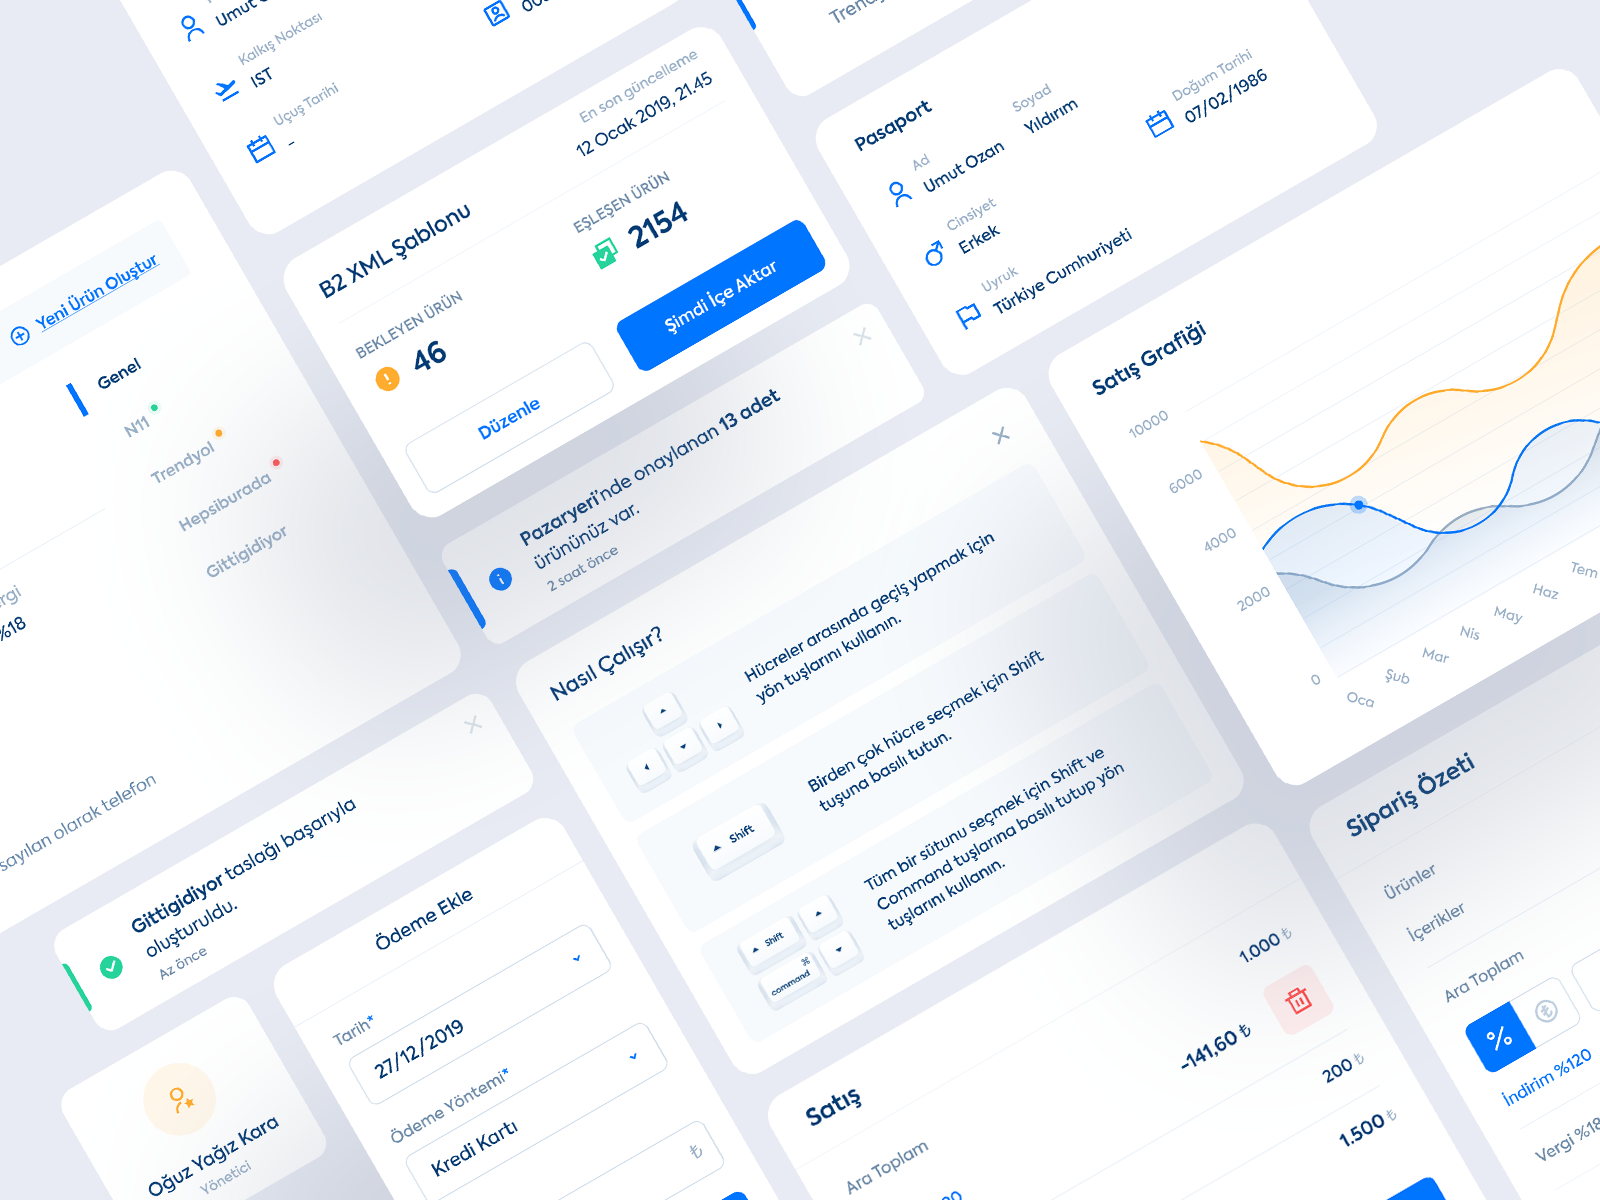 Umut
Kalkış Noktası
IST
Uçuş Tarihi
-
B2 XML Şablonu
En son güncelleme
12 Ocak 2019, 21.45
BEKLEYEN ÜRÜN
46
EŞLEŞEN ÜRÜN
2154
Düzenle
Şimdi İçe Aktar
Pasaport
Ad
Umut Ozan
Soyad
Yıldırım
Doğum Tarihi
07/02/1986
Cinsiyet
Erkek
Uyruk
Türkiye Cumhuriyeti
Yeni Ürün Oluştur
Genel
N11
Trendyol
Hepsiburada
Gittigidiyor
%18
sayılan olarak telefon
Pazaryeri'nde onaylanan 13 adet
ürününüz var.
2 saat önce
Satış Grafiği
10000
6000
4000
2000
0
Oca
Şub
Mar
Nis
May
Haz
Tem
Nasıl Çalışır?
Hücreler arasında geçiş yapmak için
yön tuşlarını kullanın.
Shift
Birden çok hücre seçmek için Shift
tuşuna basılı tutun.
Shift
⌘
command
Tüm bir sütunu seçmek için Shift ve
Command tuşlarına basılı tutup yön
tuşlarını kullanın.
Gittigidiyor taslağı başarıyla
oluşturuldu.
Az önce
Oğuz Yağız Kara
Yönetici
Ödeme Ekle
Tarih*
27/12/2019
Ödeme Yöntemi*
Kredi Kartı
₺
Satış
Ara Toplam
1.000 ₺
-141,60 ₺
200 ₺
1.500 ₺
Sipariş Özeti
Ürünler
İçerikler
Ara Toplam
%
₺
İndirim %120
Vergi %18